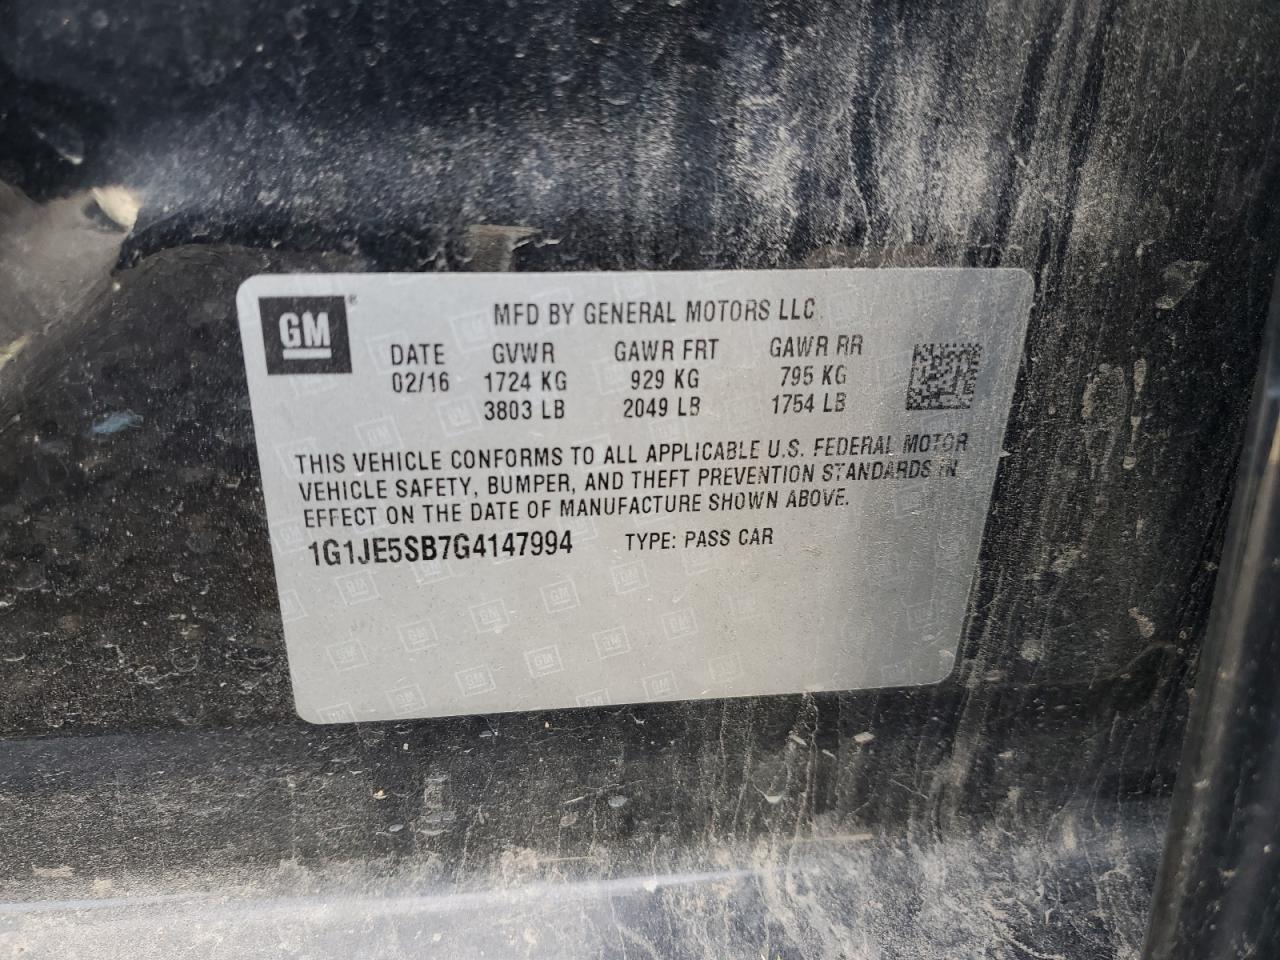 GM
MFD BY GENERAL MOTORS LLC
DATE GVWR GAWR FRT GAWR RR
02/16 1724 KG 929 KG 795 KG
3803 LB 2049 LB 1754 LB
THIS VEHICLE CONFORMS TO ALL APPLICABLE U.S. FEDERAL MOTOR
VEHICLE SAFETY, BUMPER, AND THEFT PREVENTION STANDARDS IN
EFFECT ON THE DATE OF MANUFACTURE SHOWN ABOVE.
1G1JE5SB7G4147994 TYPE: PASS CAR